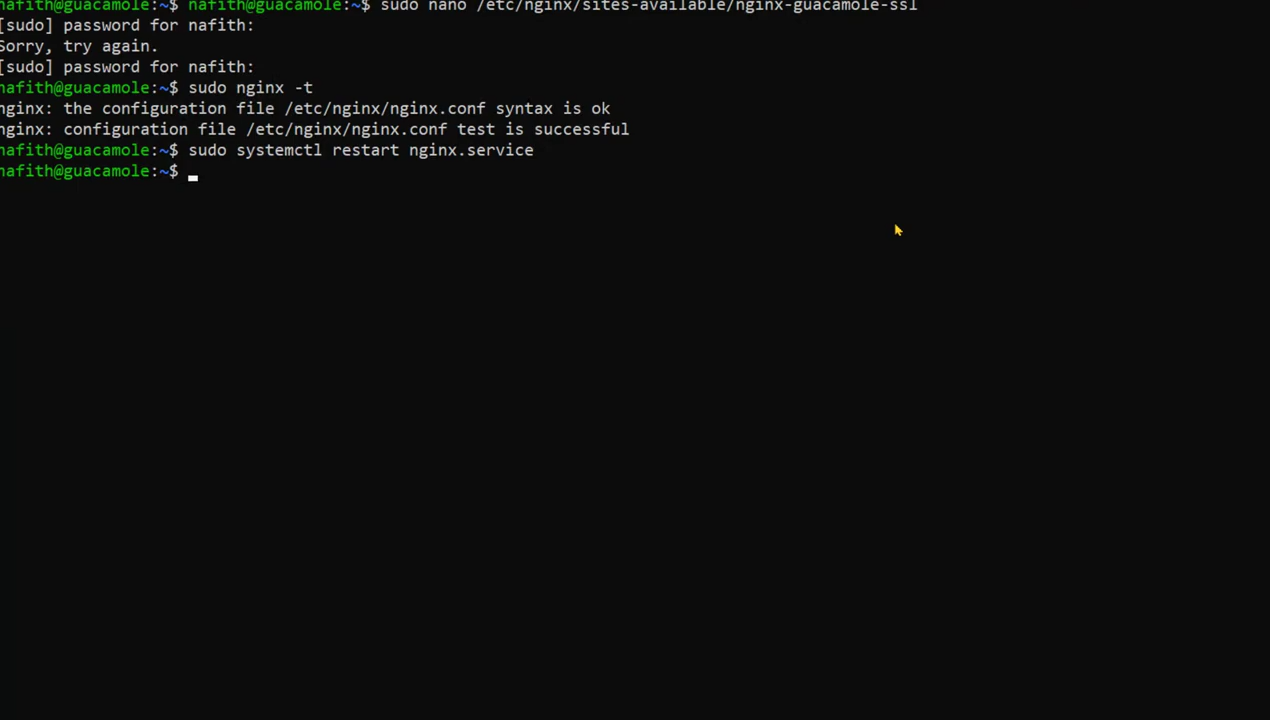 nafith@guacamole:~$ nafith@guacamole:~$ sudo nano /etc/nginx/sites-available/nginx-guacamole-ssl
[sudo] password for nafith:
Sorry, try again.
[sudo] password for nafith:
nafith@guacamole:~$ sudo nginx -t
nginx: the configuration file /etc/nginx/nginx.conf syntax is ok
nginx: configuration file /etc/nginx/nginx.conf test is successful
nafith@guacamole:~$ sudo systemctl restart nginx.service
nafith@guacamole:~$